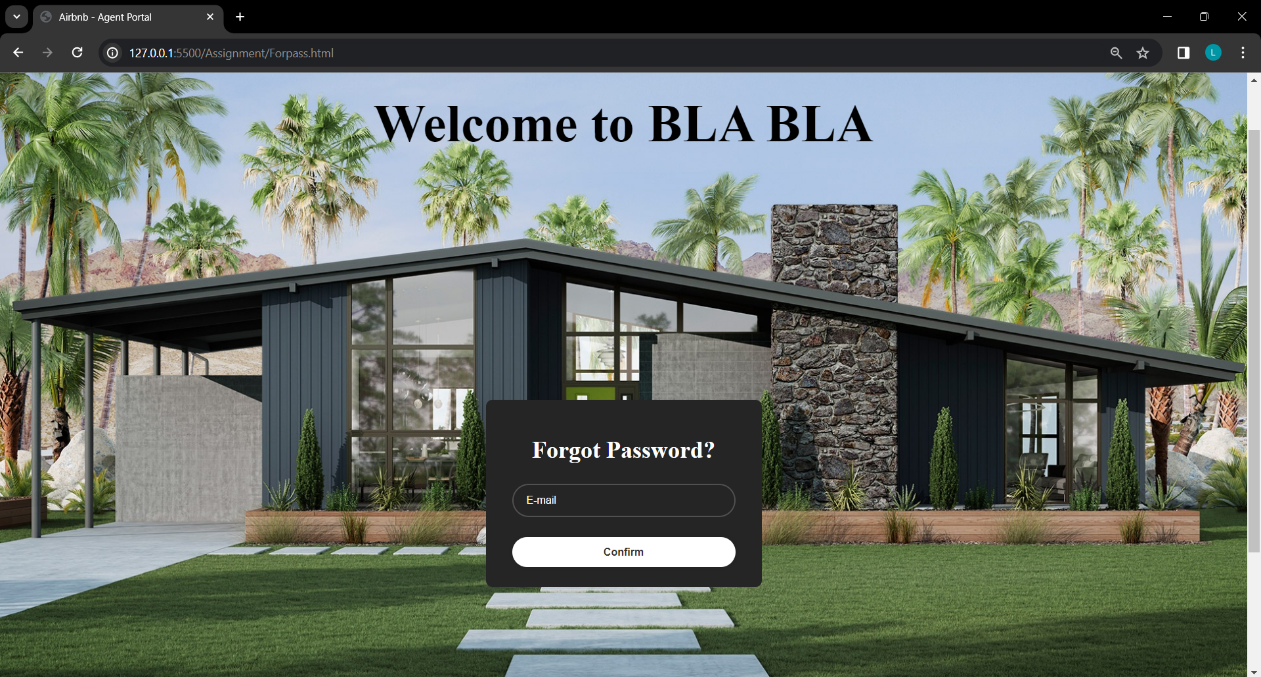 Airbnb - Agent Portal
127.0.0.1:5500/Assignment/Forpass.html
L
Welcome to BLA BLA
Forgot Password?
E-mail
Confirm